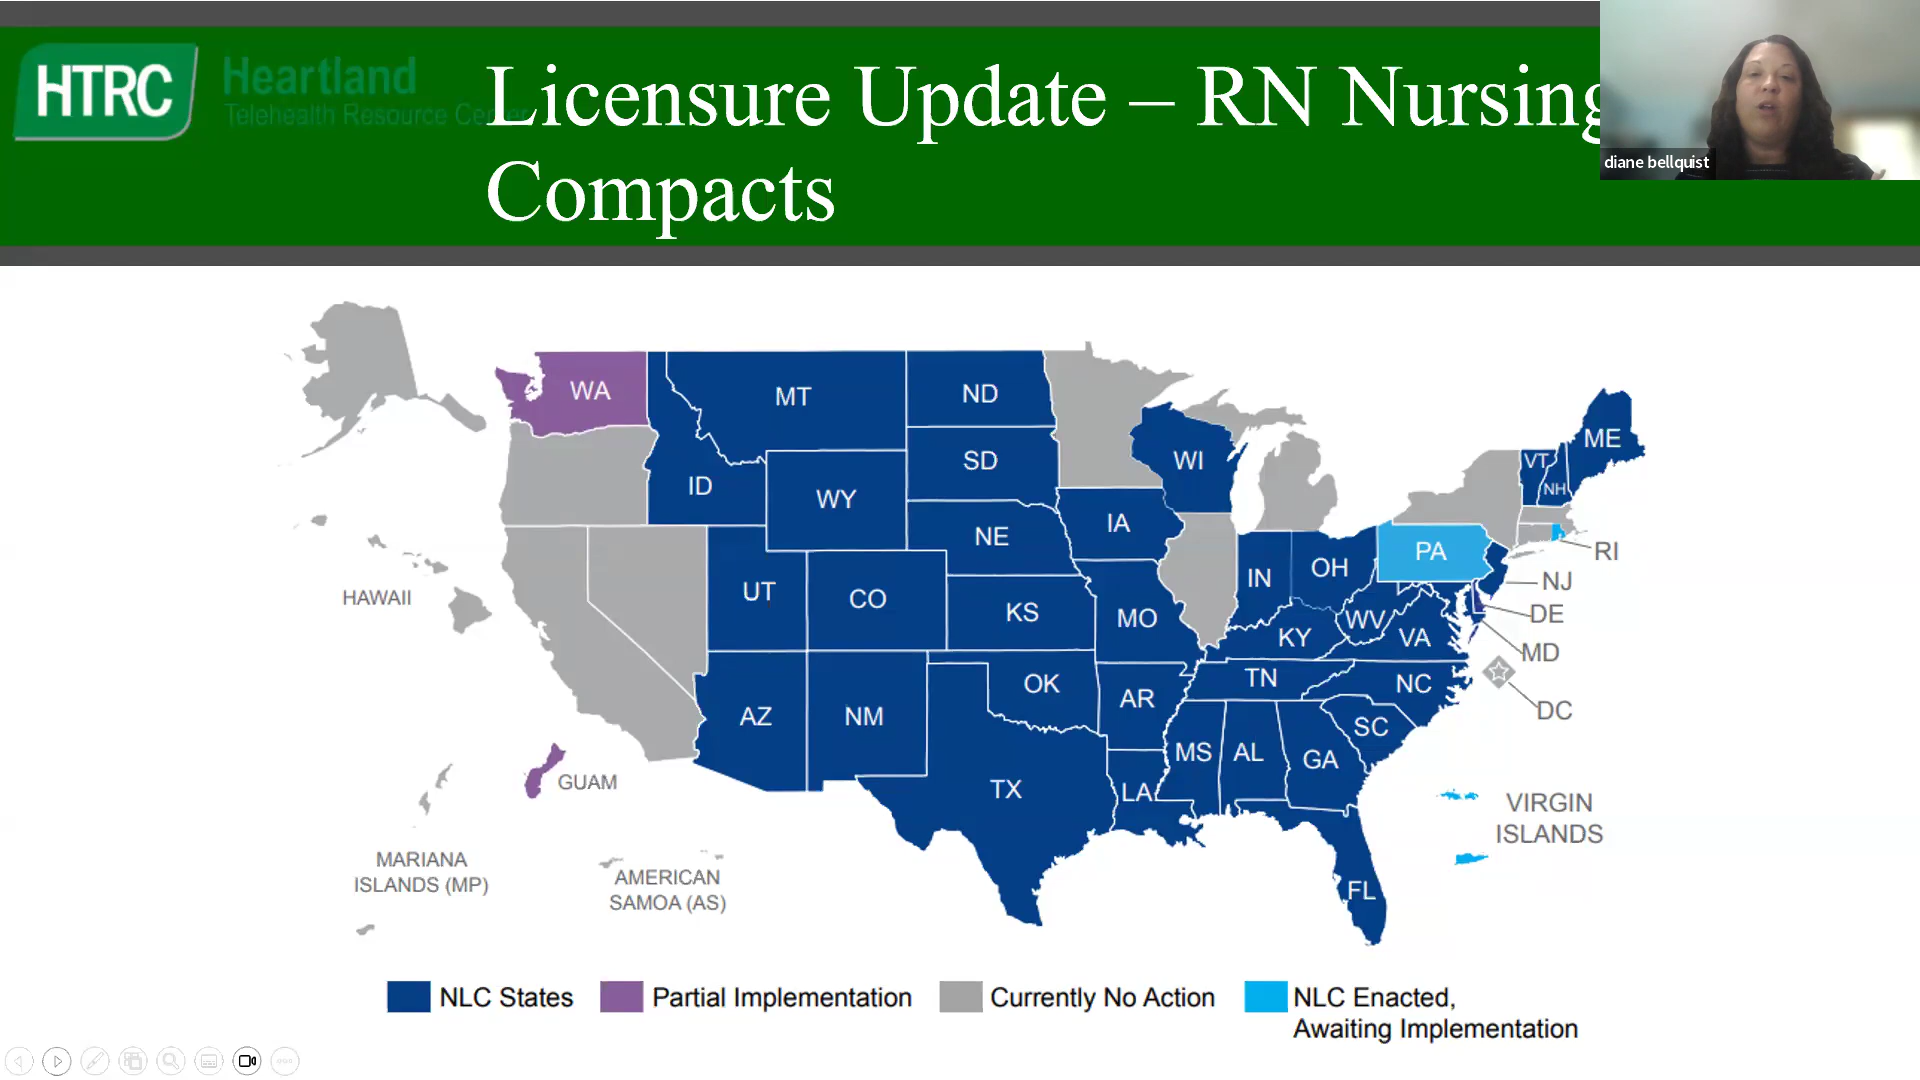 HTRC
Heartland
Telehealth Resource Center
Licensure Update – RN Nursing
Compacts
diane bellquist
WA
MT
ND
ME
ID
WY
SD
WI
VT
NH
NE
IA
PA
RI
UT
CO
KS
MO
IN
OH
NJ
DE
HAWAII
KY
WV
VA
MD
AZ
NM
OK
AR
TN
NC
DC
SC
MS
AL
GA
GUAM
TX
LA
VIRGIN
ISLANDS
MARIANA
ISLANDS (MP)
AMERICAN
SAMOA (AS)
FL
NLC States
Partial Implementation
Currently No Action
NLC Enacted,
Awaiting Implementation